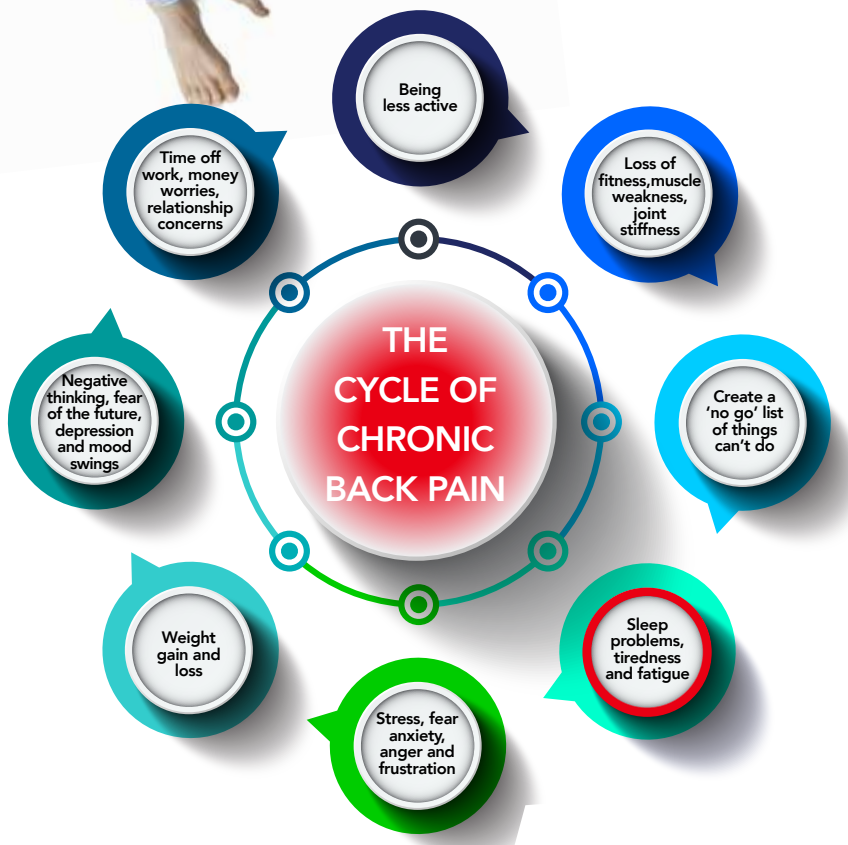 Being
less active
Loss of
fitness,muscle
weakness,
joint
stiffness
Create a
‘no go’ list
of things
can’t do
Sleep
problems,
tiredness
and fatigue
Stress, fear
anxiety,
anger and
frustration
Weight
gain and
loss
Negative
thinking, fear
of the future,
depression
and mood
swings
Time off
work, money
worries,
relationship
concerns
THE
CYCLE OF
CHRONIC
BACK PAIN